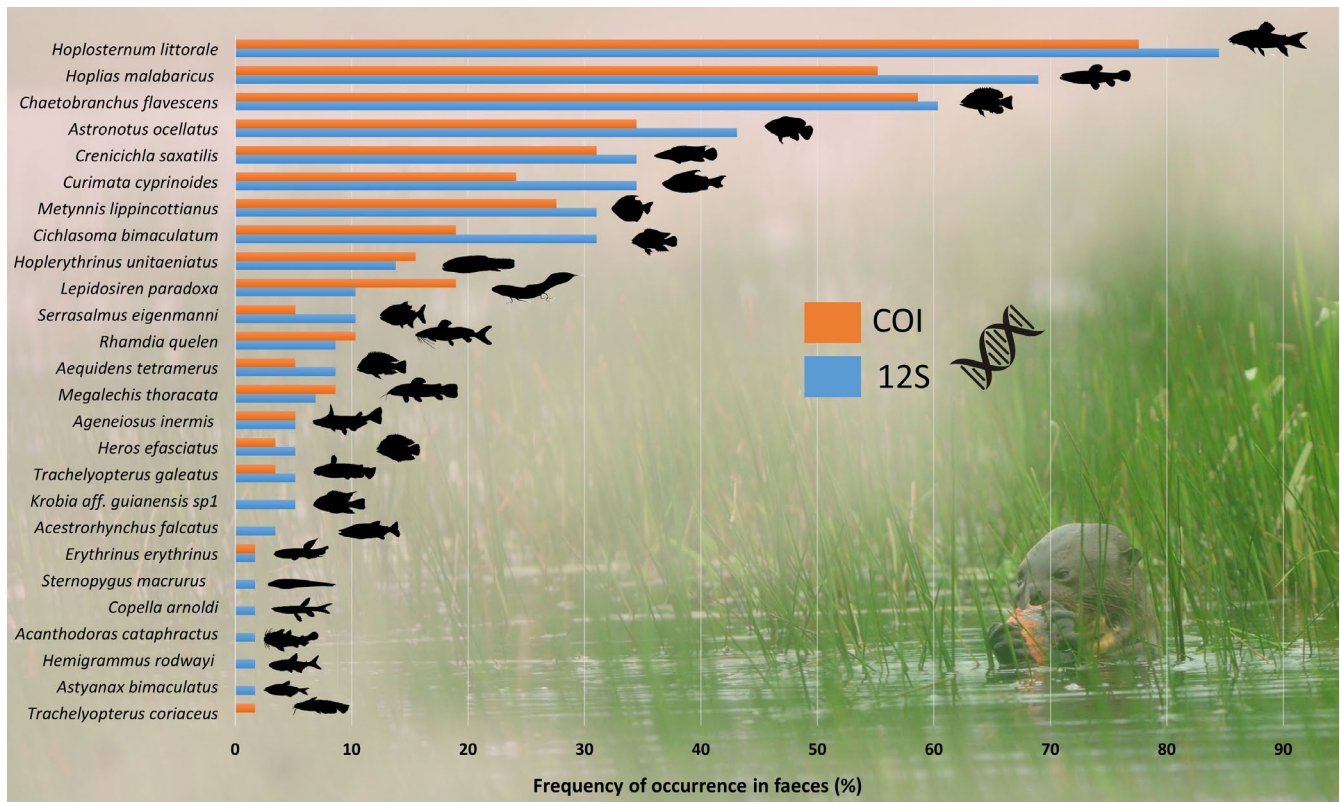 Hoplosternum littorale
Hoplias malabaricus
Chaetobranchus flavescens
Astronotus ocellatus
Crenicichla saxatilis
Curimata cyprinoides
Metynnis lippincottianus
Cichlasoma bimaculatum
Hoplerythrinus unitaeniatus
Lepidosiren paradoxa
Serrasalmus eigenmanni
Rhamdia quelen
Aequidens tetramerus
Megalechis thoracata
Ageneiosus inermis
Heros efasciatus
Trachelyopterus galeatus
Krobia aff. guianensis sp1
Acestrorhynchus falcatus
Erythrinus erythrinus
Sternopygus macrurus
Copella arnoldi
Acanthodoras cataphractus
Hemigrammus rodwayi
Astyanax bimaculatus
Trachelyopterus coriaceus
COI
12S
0 10 20 30 40 50 60 70 80 90
Frequency of occurrence in faeces (%)